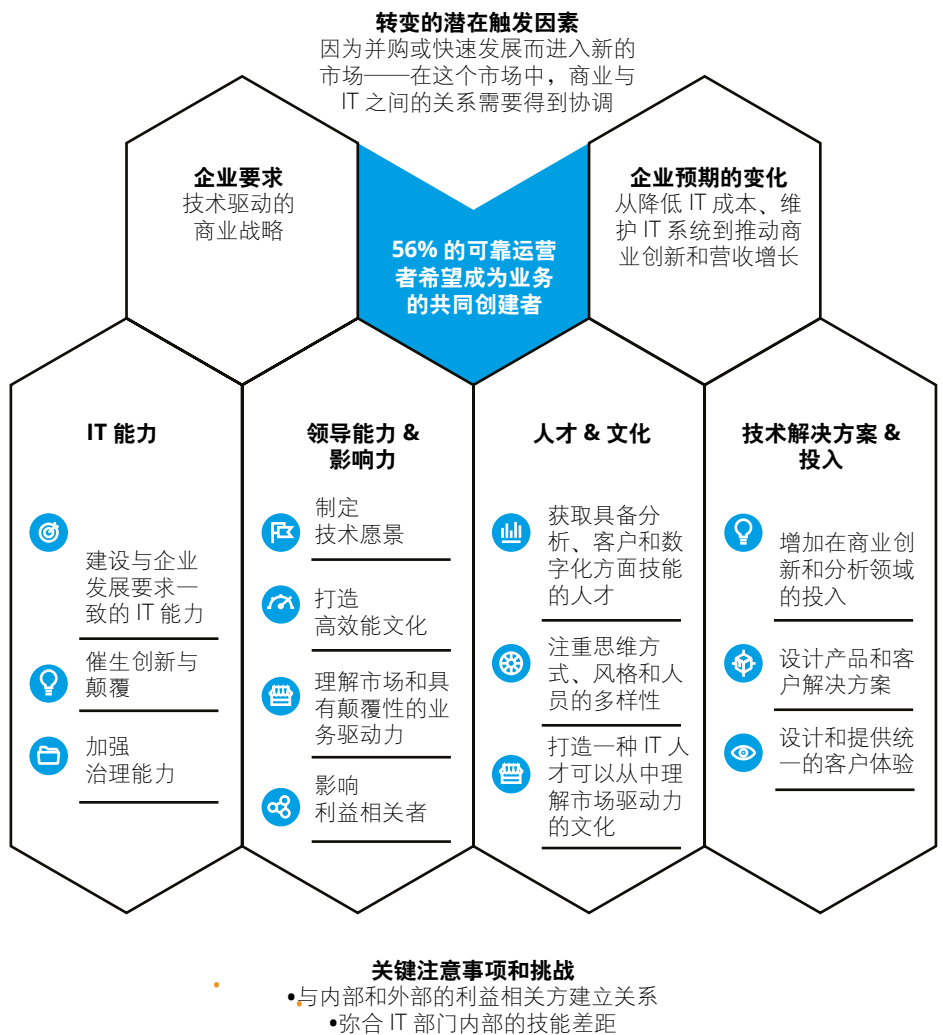 转变的潜在触发因素
因为并购或快速发展而进入新的
市场——在这个市场中，商业与
IT 之间的关系需要得到协调
企业要求
技术驱动的
商业战略
56% 的可靠运营
者希望成为业务
的共同创建者
企业预期的变化
从降低 IT 成本、维
护 IT 系统到推动商
业创新和营收增长
IT 能力
建设与企业
发展要求一
致的 IT 能力
催生创新与
颠覆
加强
治理能力
领导能力 &
影响力
制定
技术愿景
打造
高效能文化
理解市场和具
有颠覆性的业
务驱动力
影响
利益相关者
人才 & 文化
获取具备分
析、客户和数
字化方面技能
的人才
注重思维方
式、风格和人
员的多样性
打造一种 IT 人
才可以从中理
解市场驱动力
的文化
技术解决方案 &
投入
增加在商业创
新和分析领域
的投入
设计产品和客
户解决方案
设计和提供统
一的客户体验
关键注意事项和挑战
•与内部和外部的利益相关方建立关系
•弥合 IT 部门内部的技能差距